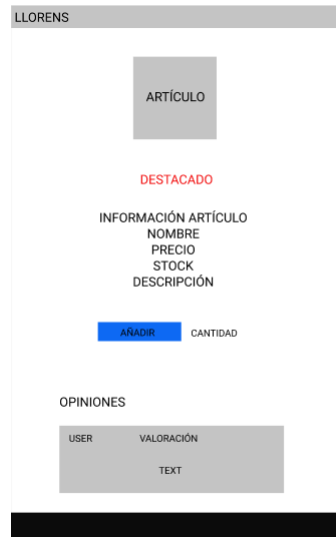 LLORENS
ARTÍCULO
DESTACADO
INFORMACIÓN ARTÍCULO
NOMBRE
PRECIO
STOCK
DESCRIPCIÓN
AÑADIR CANTIDAD
OPINIONES
USER VALORACIÓN
TEXT